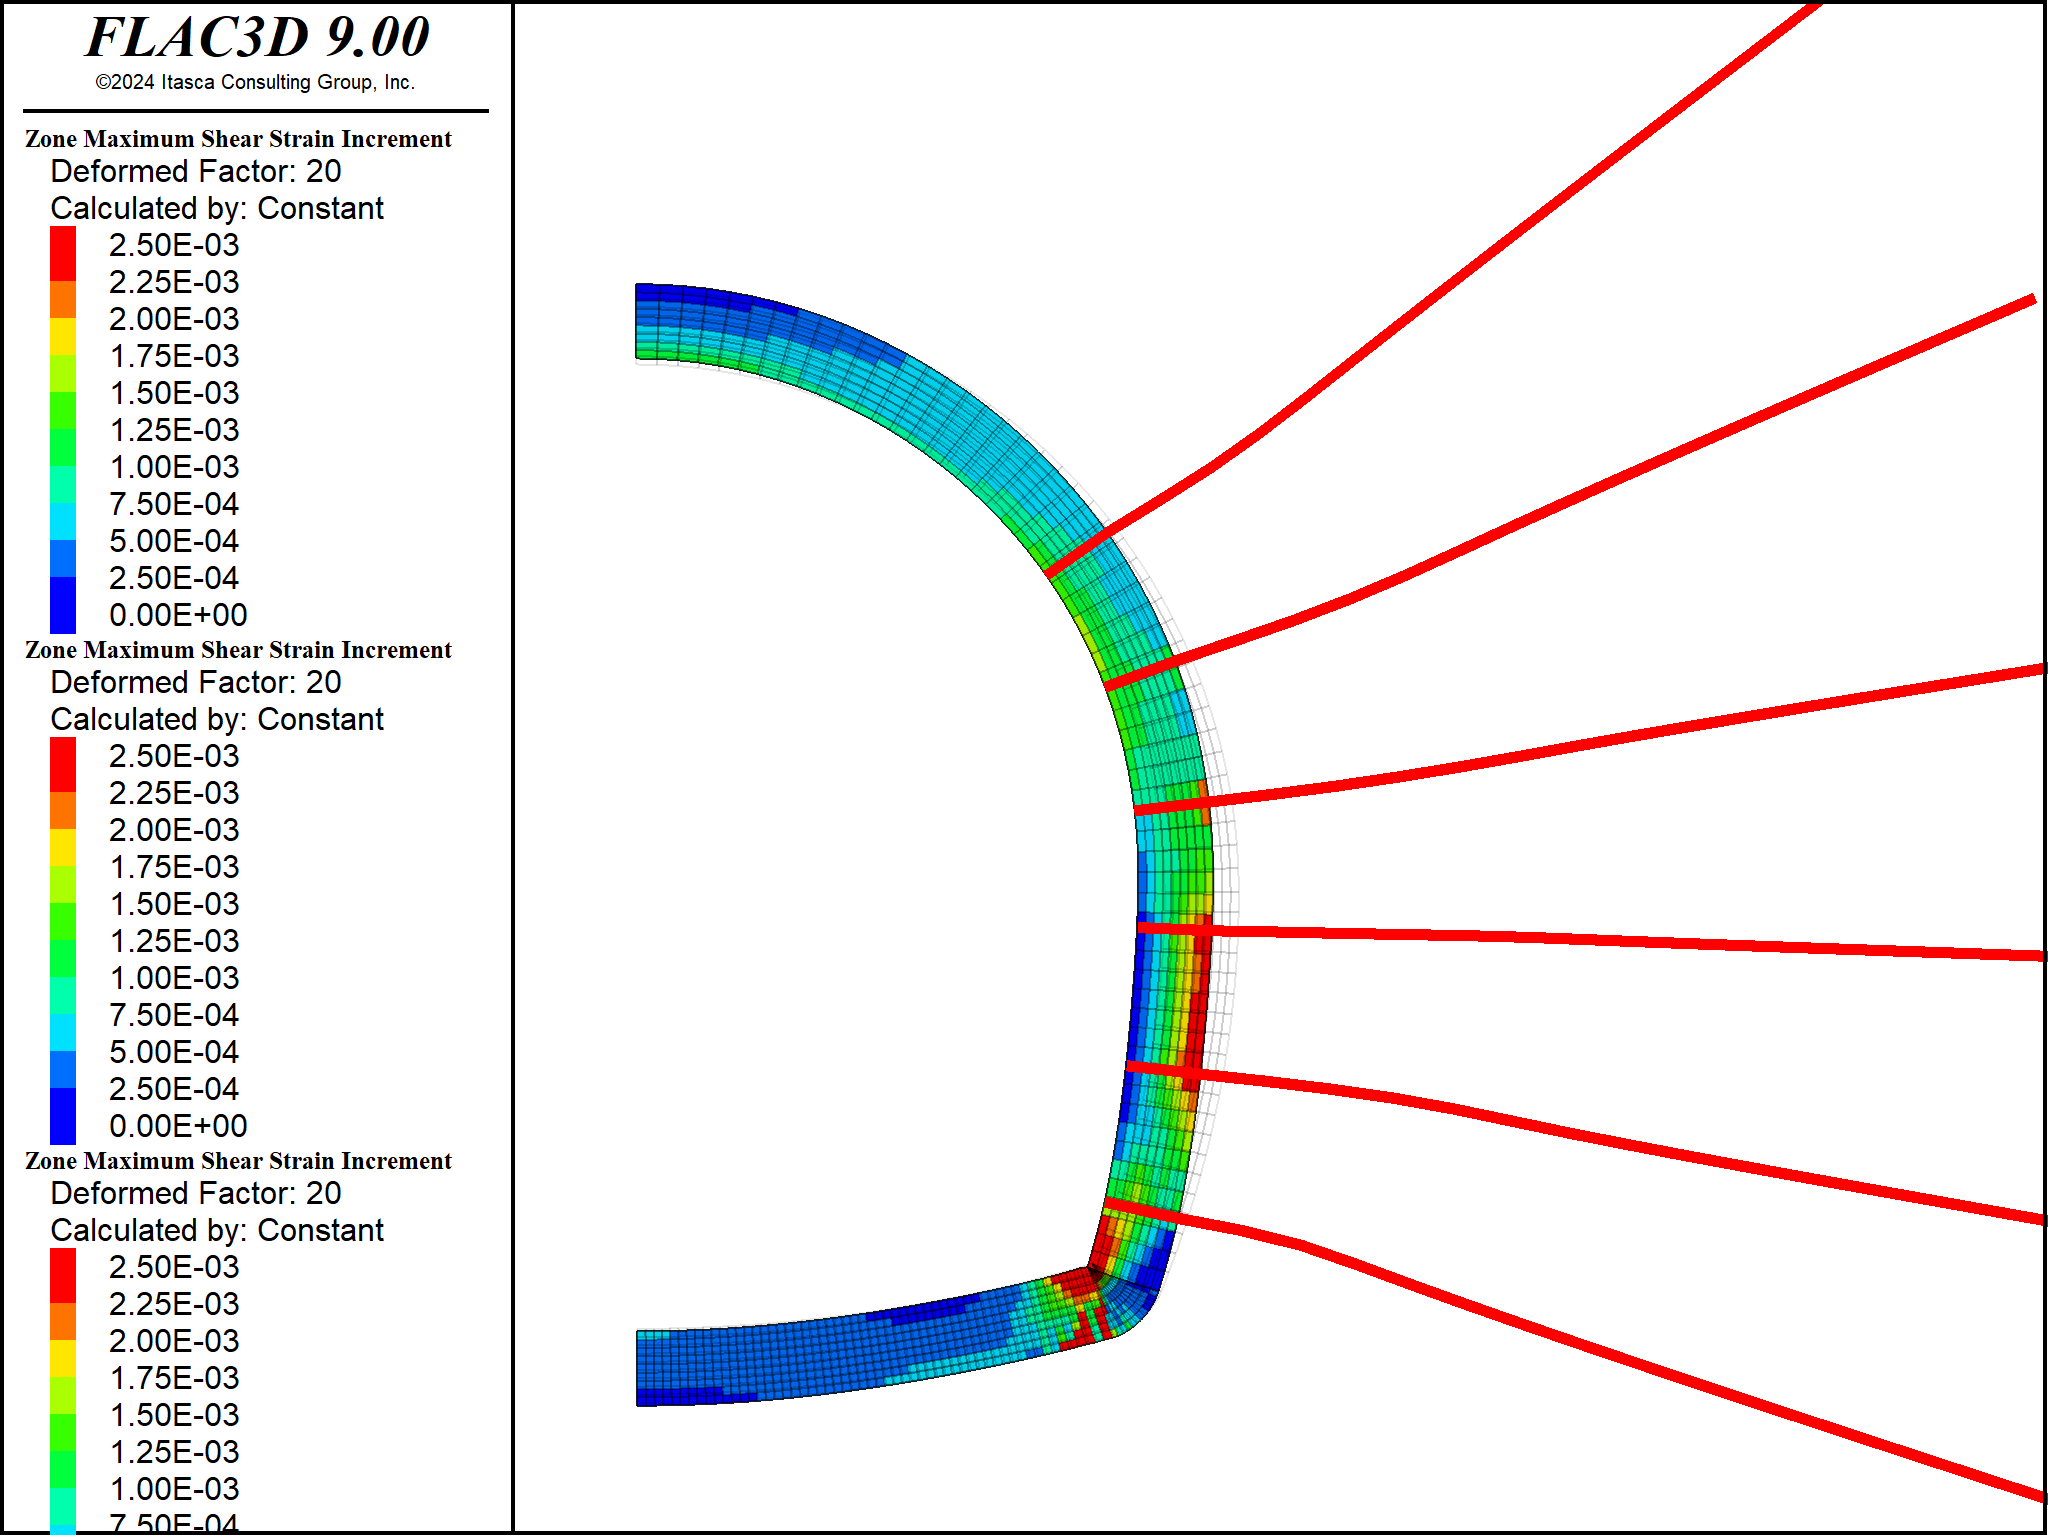 FLAC3D 9.00
©2024 Itasca Consulting Group, Inc.
Zone Maximum Shear Strain Increment
Deformed Factor: 20
Calculated by: Constant
2.50E-03
2.25E-03
2.00E-03
1.75E-03
1.50E-03
1.25E-03
1.00E-03
7.50E-04
5.00E-04
2.50E-04
0.00E+00
Zone Maximum Shear Strain Increment
Deformed Factor: 20
Calculated by: Constant
2.50E-03
2.25E-03
2.00E-03
1.75E-03
1.50E-03
1.25E-03
1.00E-03
7.50E-04
5.00E-04
2.50E-04
0.00E+00
Zone Maximum Shear Strain Increment
Deformed Factor: 20
Calculated by: Constant
2.50E-03
2.25E-03
2.00E-03
1.75E-03
1.50E-03
1.25E-03
1.00E-03
7.50E-04